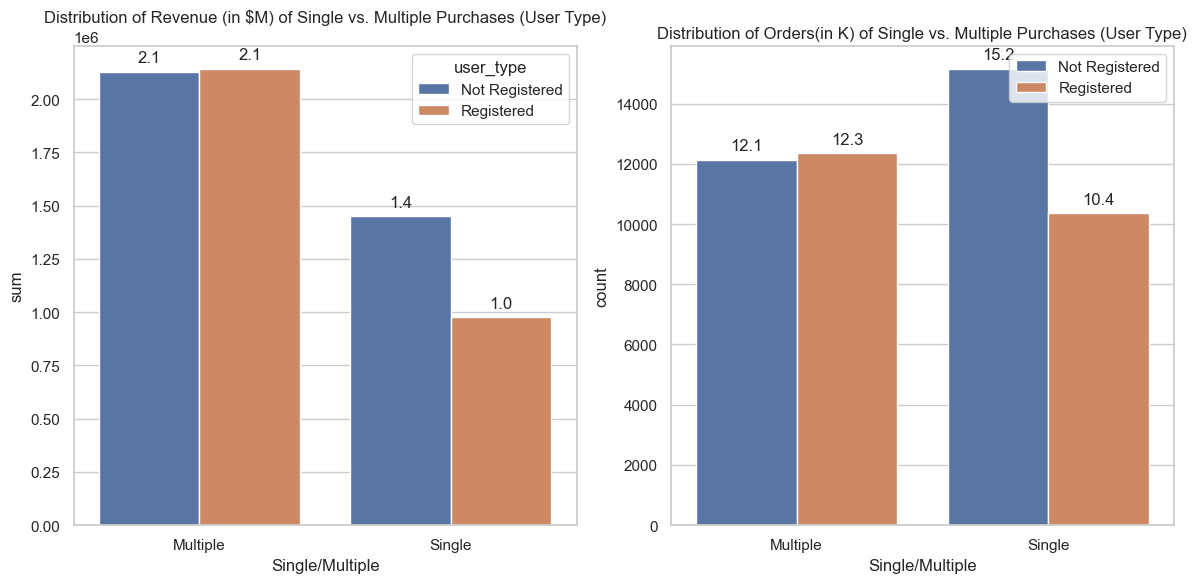 Distribution of Revenue (in $M) of Single vs. Multiple Purchases (User Type)
1e6
2.1
2.1
1.4
1.0
user_type
Not Registered
Registered
2.00
1.75
1.50
1.25
1.00
0.75
0.50
0.25
0.00
sum
Multiple
Single
Single/Multiple
Distribution of Orders(in K) of Single vs. Multiple Purchases (User Type)
15.2
12.1
12.3
10.4
Not Registered
Registered
14000
12000
10000
8000
6000
4000
2000
0
count
Multiple
Single
Single/Multiple